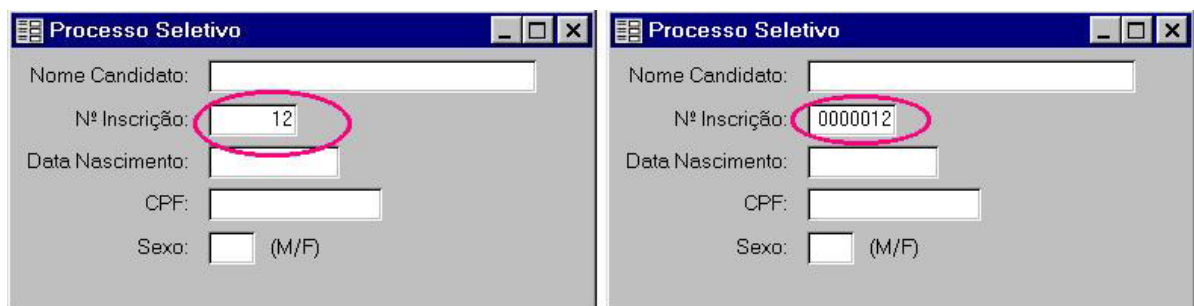 Processo Seletivo
Nome Candidato:
Nº Inscrição: 12
Data Nascimento:
CPF:
Sexo: (M/F)
Processo Seletivo
Nome Candidato:
Nº Inscrição: 0000012
Data Nascimento:
CPF:
Sexo: (M/F)